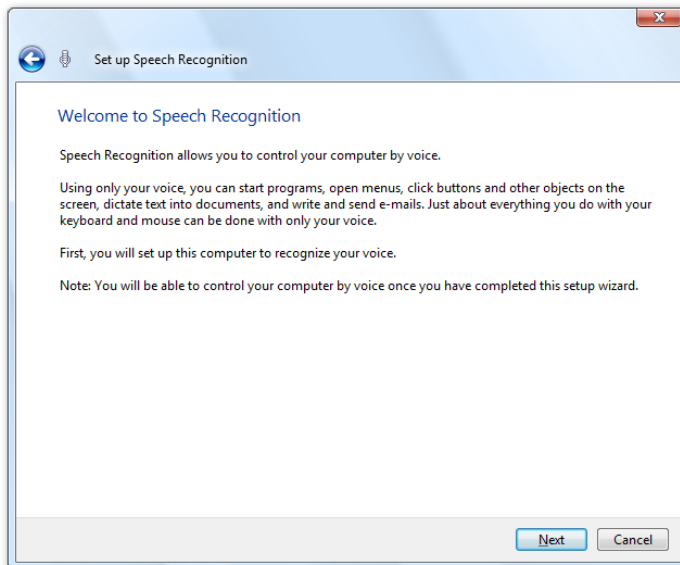 Set up Speech Recognition
Welcome to Speech Recognition
Speech Recognition allows you to control your computer by voice.
Using only your voice, you can start programs, open menus, click buttons and other objects on the
screen, dictate text into documents, and write and send e-mails. Just about everything you do with your
keyboard and mouse can be done with only your voice.
First, you will set up this computer to recognize your voice.
Note: You will be able to control your computer by voice once you have completed this setup wizard.
Next Cancel